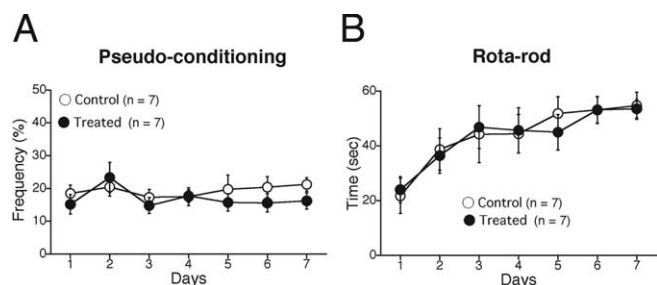 A
Pseudo-conditioning
50
40
30
20
10
0
Frequency (%)
Control (n = 7)
Treated (n = 7)
1 2 3 4 5 6 7
Days
B
Rota-rod
60
40
20
0
Time (sec)
Control (n = 7)
Treated (n = 7)
1 2 3 4 5 6 7
Days